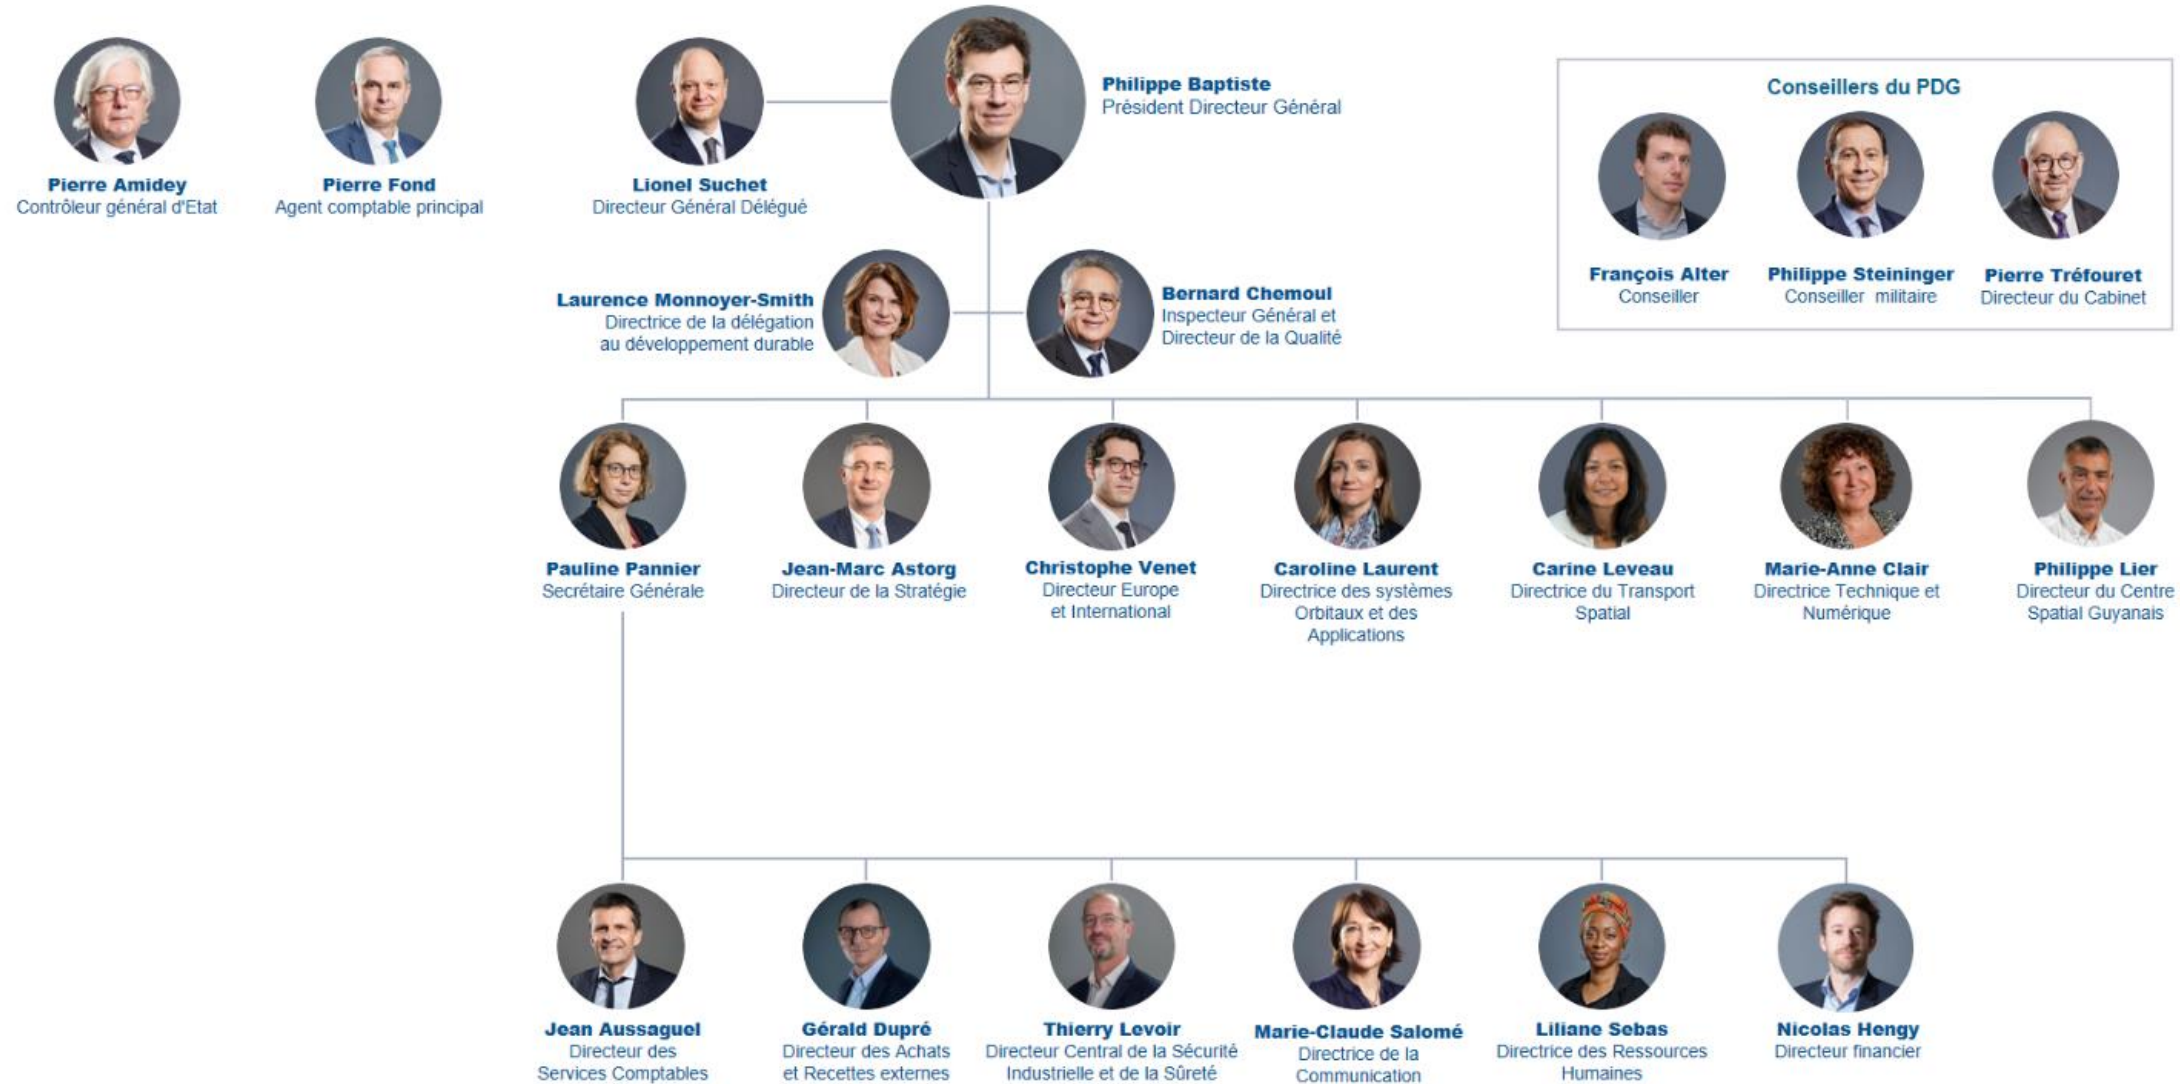 Philippe Baptiste
Président Directeur Général
Conseillers du PDG
Pierre Amidey
Contrôleur général d'Etat
Pierre Fond
Agent comptable principal
Lionel Suchet
Directeur Général Délégué
François Alter
Conseiller
Philippe Steininger
Conseiller militaire
Pierre Tréfouret
Directeur du Cabinet
Laurence Monnoyer-Smith
Directrice de la délégation
au développement durable
Bernard Chemoul
Inspecteur Général et
Directeur de la Qualité
Pauline Pannier
Secrétaire Générale
Jean-Marc Astorg
Directeur de la Stratégie
Christophe Venet
Directeur Europe
et International
Caroline Laurent
Directrice des systèmes
Orbitaux et des
Applications
Carine Leveau
Directrice du Transport
Spatial
Marie-Anne Clair
Directrice Technique et
Numérique
Philippe Lier
Directeur du Centre
Spatial Guyanais
Jean Aussaguel
Directeur des
Services Comptables
Gérald Dupré
Directeur des Achats
et Recettes externes
Thierry Levoir
Directeur Central de la Sécurité
Industrielle et de la Sûreté
Marie-Claude Salomé
Directrice de la
Communication
Liliane Sebas
Directrice des Ressources
Humaines
Nicolas Hengy
Directeur financier